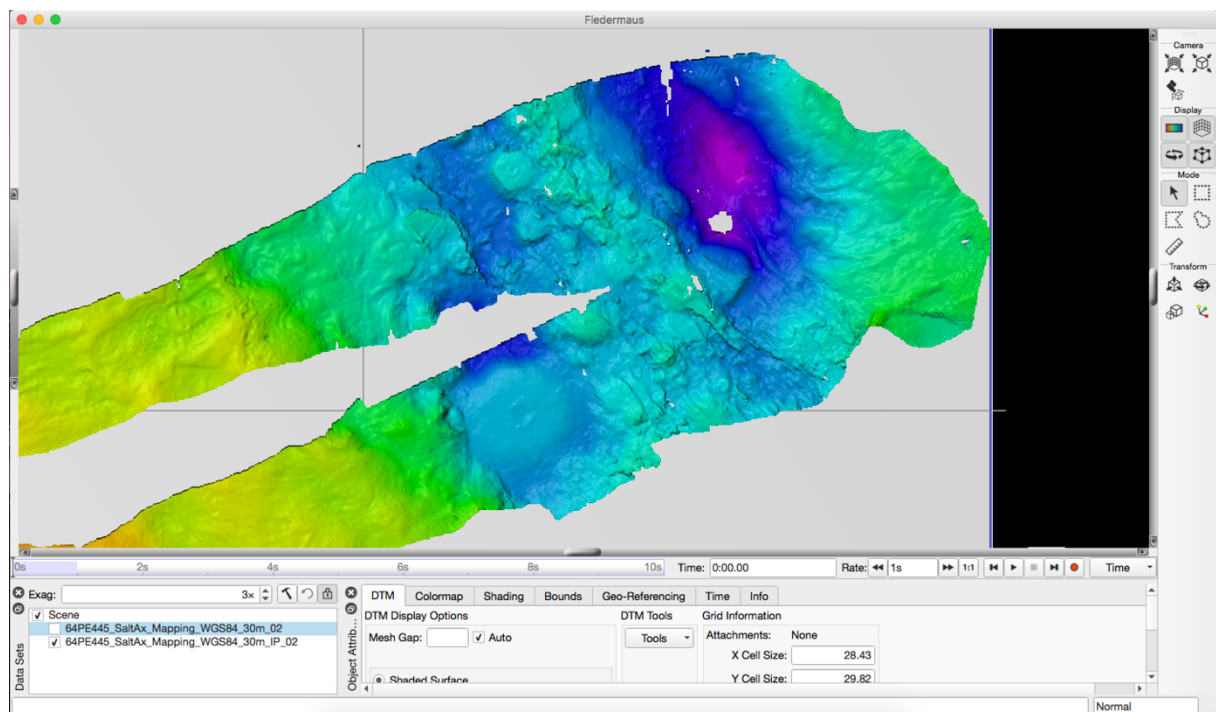 Fledermaus
Camera
Display
Mode
Transform
0s 2s 4s 6s 8s 10s Time: 0:00.00 Rate: 1s 1:1 Time
Exag: 3x
Data Sets
Scene
64PE445_SaltAx_Mapping_WGS84_30m_02
64PE445_SaltAx_Mapping_WGS84_30m_IP_02
Object Attrib...
DTM Colormap Shading Bounds Geo-Referencing Time Info
DTM Display Options DTM Tools Grid Information
Mesh Gap: Auto Tools Attachments: None
X Cell Size: 28.43
Shaded Surface Y Cell Size: 29.82
Normal